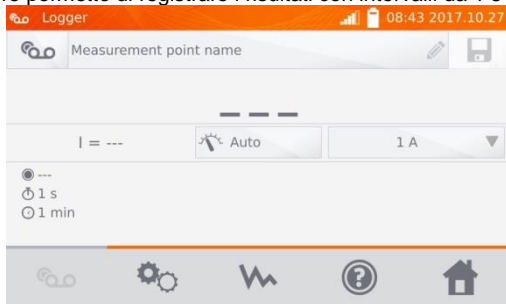 Logger 08:43 2017.10.27
Measurement point name
---
I = --- Auto 1 A
---
1 s
1 min